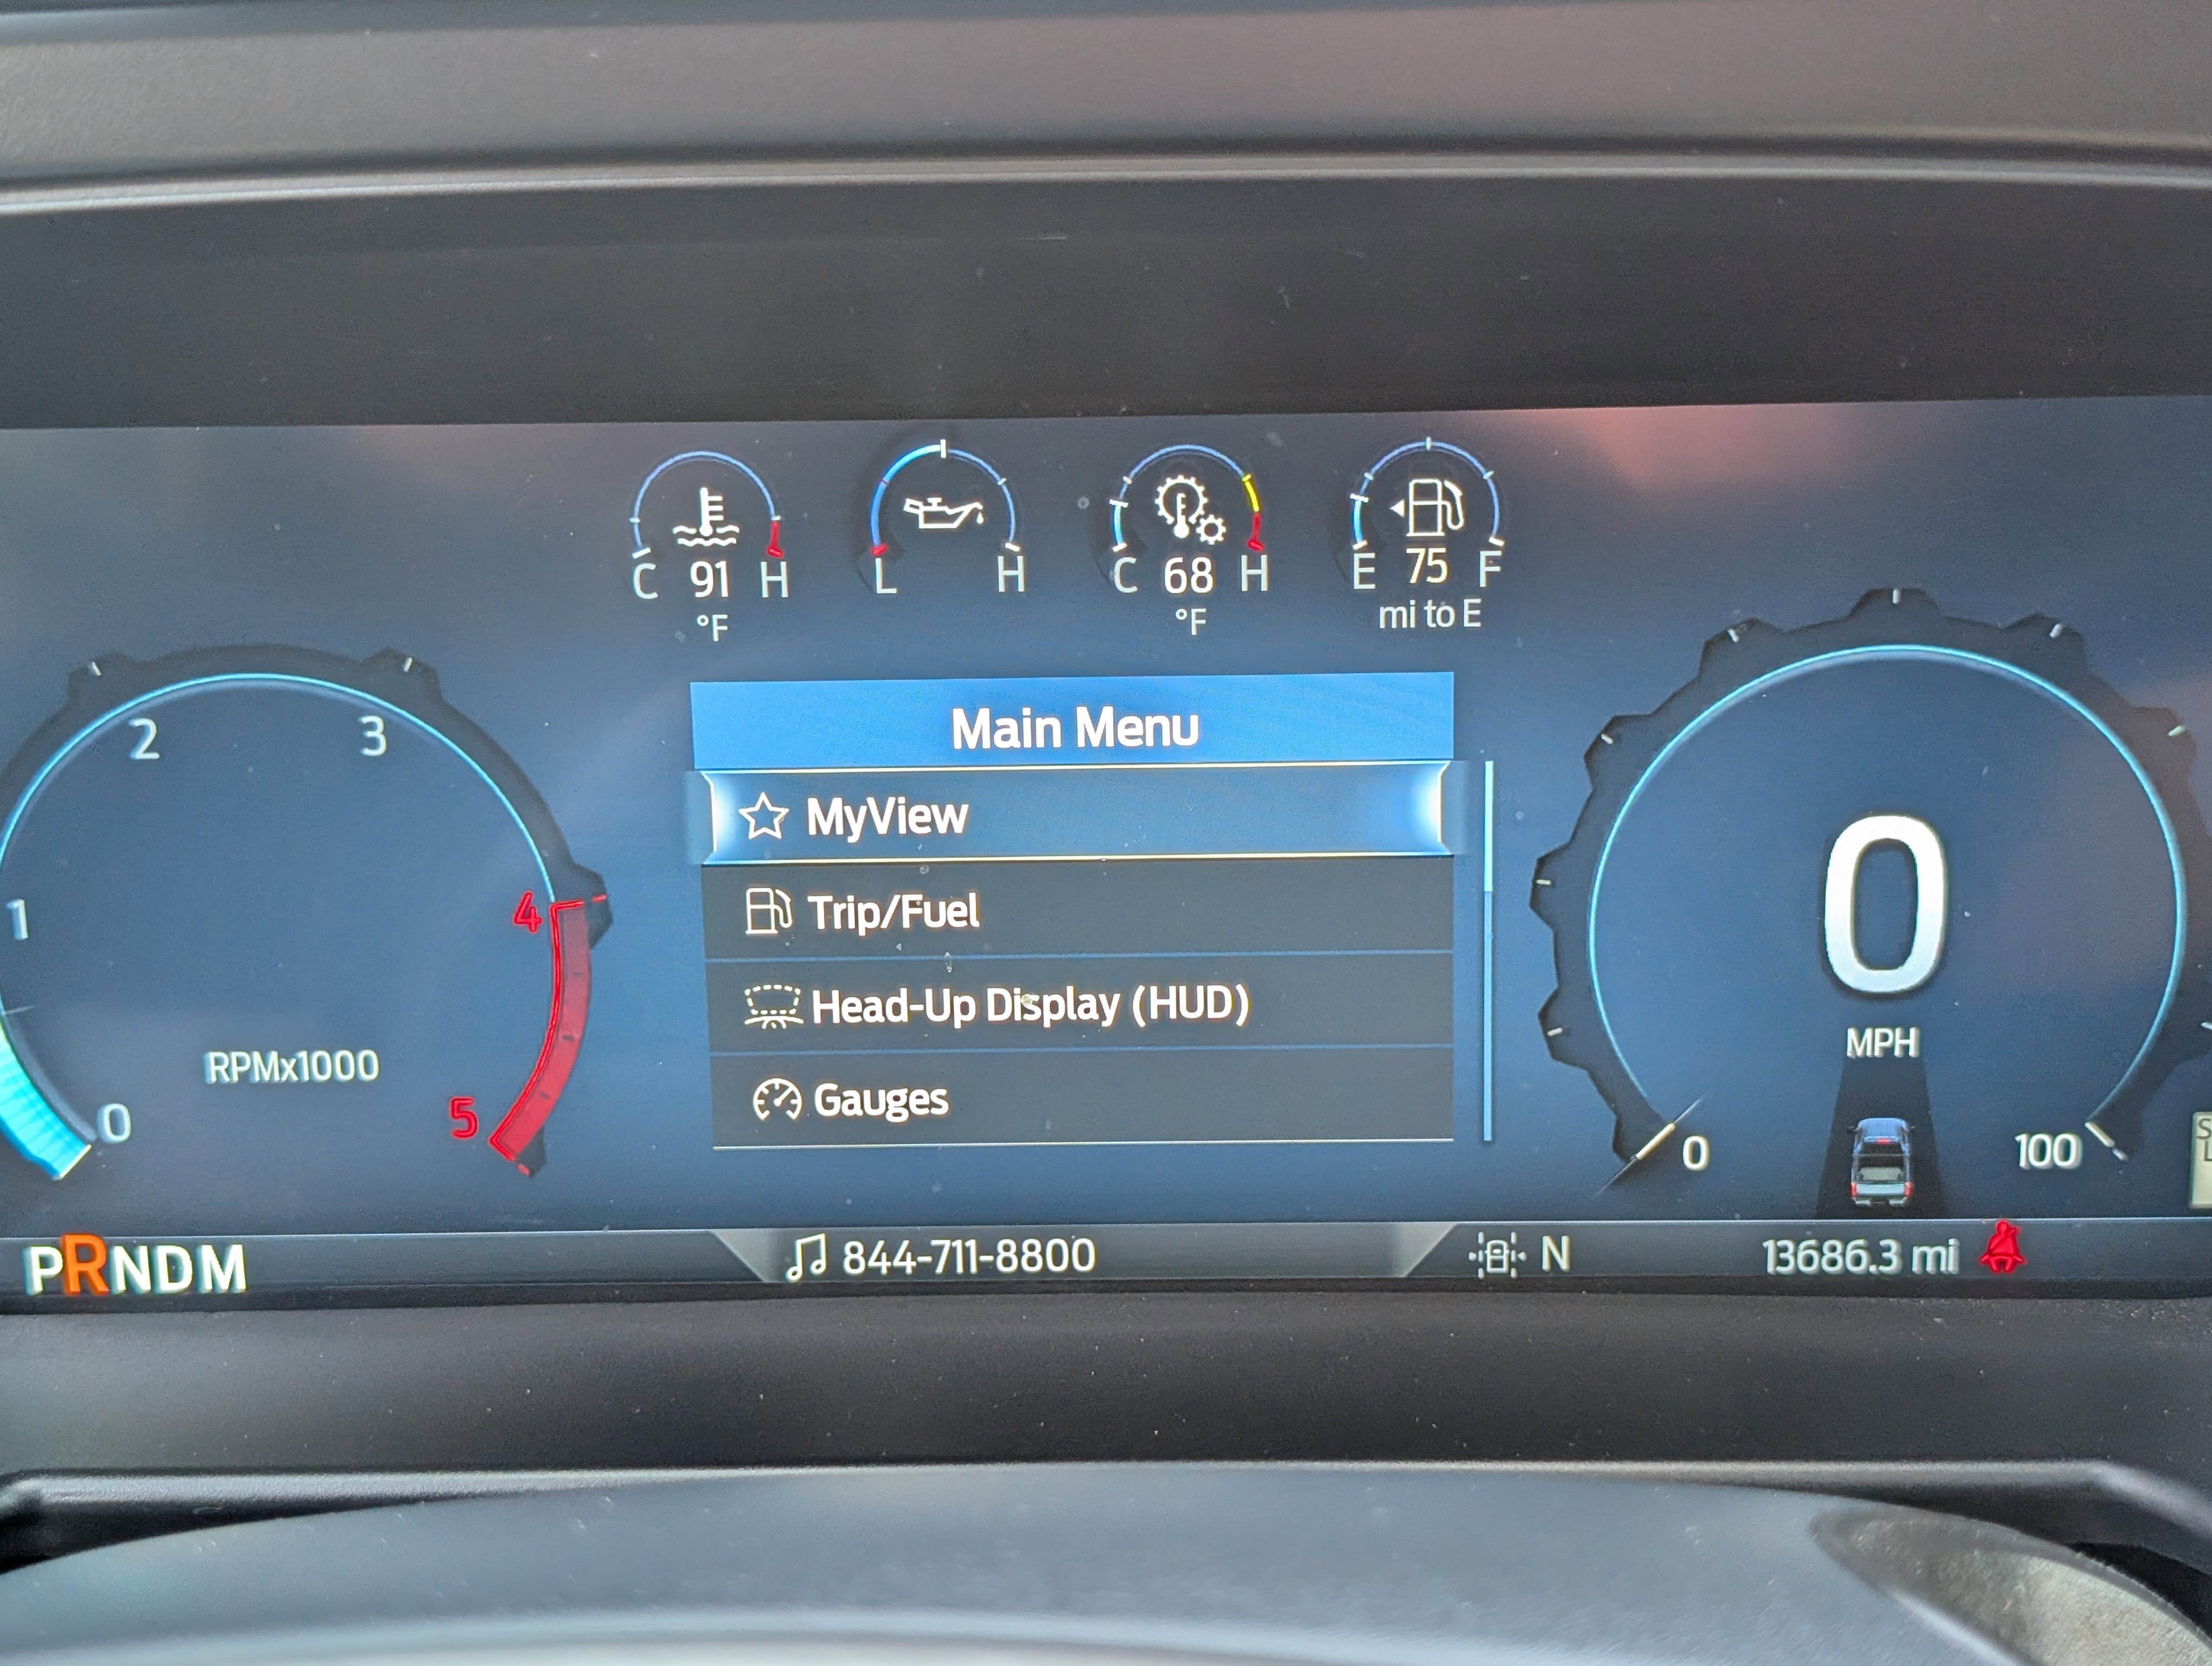 C 91 H
°F
L H
C 68 H
°F
E 75 F
mi to E
0 1 2 3 4 5
RPMx1000
Main Menu
MyView
Trip/Fuel
Head-Up Display (HUD)
Gauges
0
MPH
0 100
PRNDM
844-711-8800
N
13686.3 mi